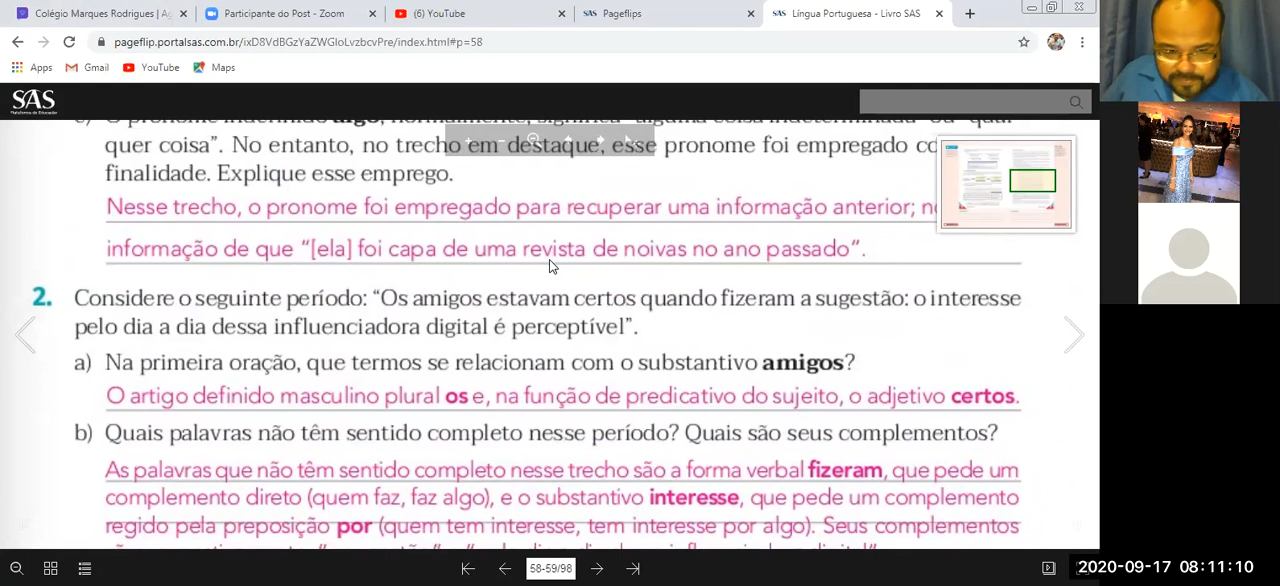 Colégio Marques Rodrigues | A
Participante do Post - Zoom
(6) YouTube
SAS Pageflips
SAS Língua Portuguesa - Livro SAS
pageflip.portalsas.com.br/ixD8VdBGzYaZWGloLvzbcvPre/index.html#p=58
Apps Gmail YouTube Maps
SAS
Plataforma de Educação
quer coisa”. No entanto, no trecho em destaque, esse pronome foi empregado co
finalidade. Explique esse emprego.
Nesse trecho, o pronome foi empregado para recuperar uma informação anterior; n
informação de que “[ela] foi capa de uma revista de noivas no ano passado”.
2. Considere o seguinte período: “Os amigos estavam certos quando fizeram a sugestão: o interesse
pelo dia a dia dessa influenciadora digital é perceptível”.
a) Na primeira oração, que termos se relacionam com o substantivo amigos?
O artigo definido masculino plural os e, na função de predicativo do sujeito, o adjetivo certos.
b) Quais palavras não têm sentido completo nesse período? Quais são seus complementos?
As palavras que não têm sentido completo nesse trecho são a forma verbal fizeram, que pede um
complemento direto (quem faz, faz algo), e o substantivo interesse, que pede um complemento
regido pela preposição por (quem tem interesse, tem interesse por algo). Seus complementos
58-59/98
2020-09-17 08:11:10